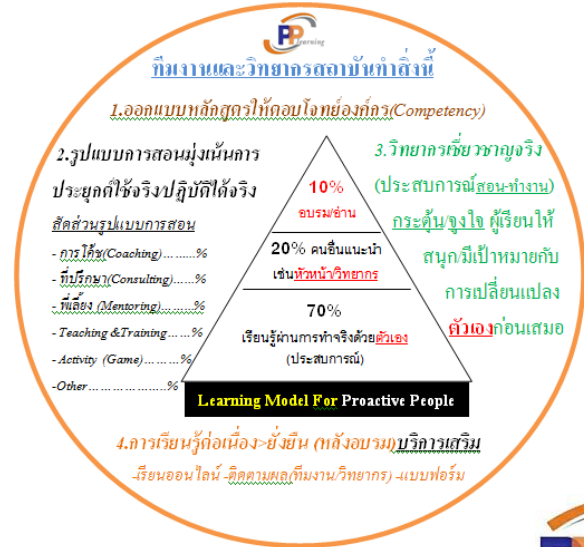 PP
learning
ทีมงานและวิทยากรสถาบันทำสิ่งนี้
1.ออกแบบหลักสูตรให้ตอบโจทย์องค์กร(Competency)
2.รูปแบบการสอนมุ่งเน้นการ
ประยุกต์ใช้จริง/ปฏิบัติได้จริง
สัดส่วนรูปแบบการสอน
- การโค้ช(Coaching)........%
- ที่ปรึกษา(Consulting).....%
- พี่เลี้ยง (Mentoring)........%
- Teaching &Training.......%
- Activity (Game).......%
-Other.....................%
10%
อบรม/อ่าน
20% คนอื่นแนะนำ
เช่นหัวหน้า/วิทยากร
70%
เรียนรู้ผ่านการทำจริงด้วยตัวเอง
(ประสบการณ์)
Learning Model For Proactive People
3.วิทยากรเชี่ยวชาญจริง
(ประสบการณ์สอน-ทำงาน)
กระตุ้น/จูงใจ ผู้เรียนให้
สนุก/มีเป้าหมายกับ
การเปลี่ยนแปลง
ตัวเองก่อนเสมอ
4.การเรียนรู้ต่อเนื่อง>ยั่งยืน (หลังอบรม)บริการเสริม
-เรียนออนไลน์ -ติดตามผล(ทีมงาน/วิทยากร) -แบบฟอร์ม